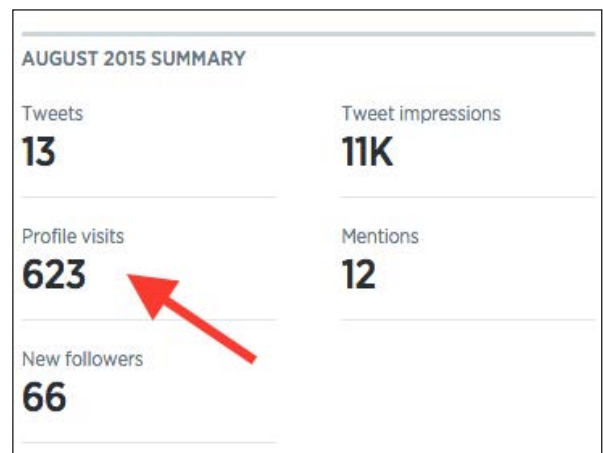 AUGUST 2015 SUMMARY
Tweets
13
Tweet impressions
11K
Profile visits
623
Mentions
12
New followers
66